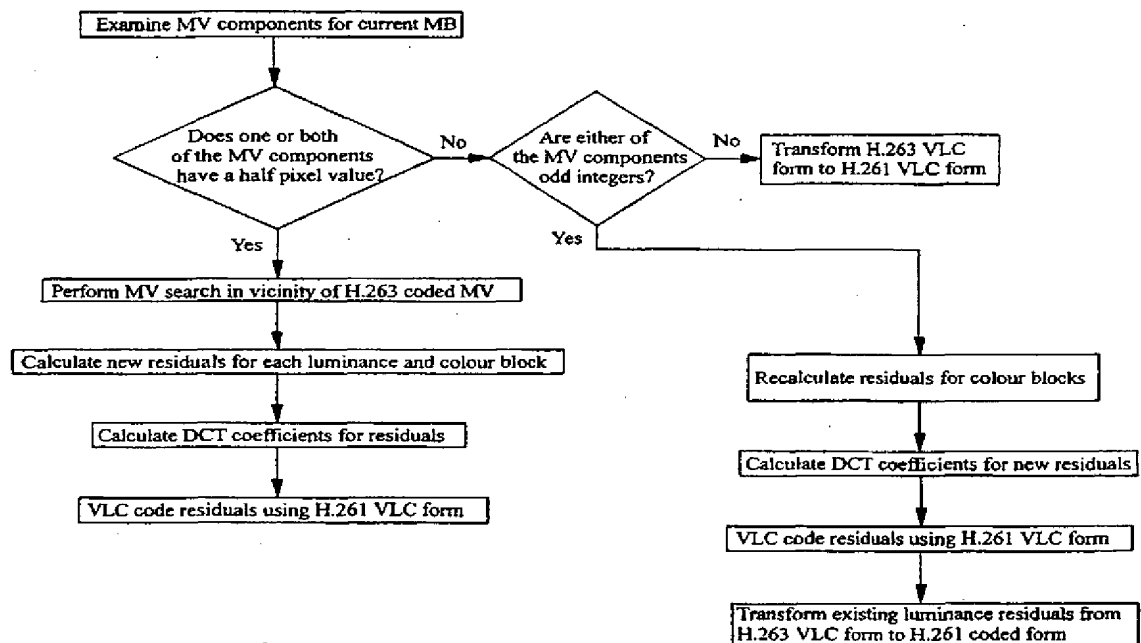 Examine MV components for current MB
Does one or both
of the MV components
have a half pixel value?
No
Are either of
the MV components
odd integers?
No
Transform H.263 VLC
form to H.261 VLC form
Yes
Yes
Perform MV search in vicinity of H.263 coded MV
Calculate new residuals for each luminance and colour block
Calculate DCT coefficients for residuals
VLC code residuals using H.261 VLC form
Recalculate residuals for colour blocks
Calculate DCT coefficients for new residuals
VLC code residuals using H.261 VLC form
Transform existing luminance residuals from
H.263 VLC form to H.261 coded form